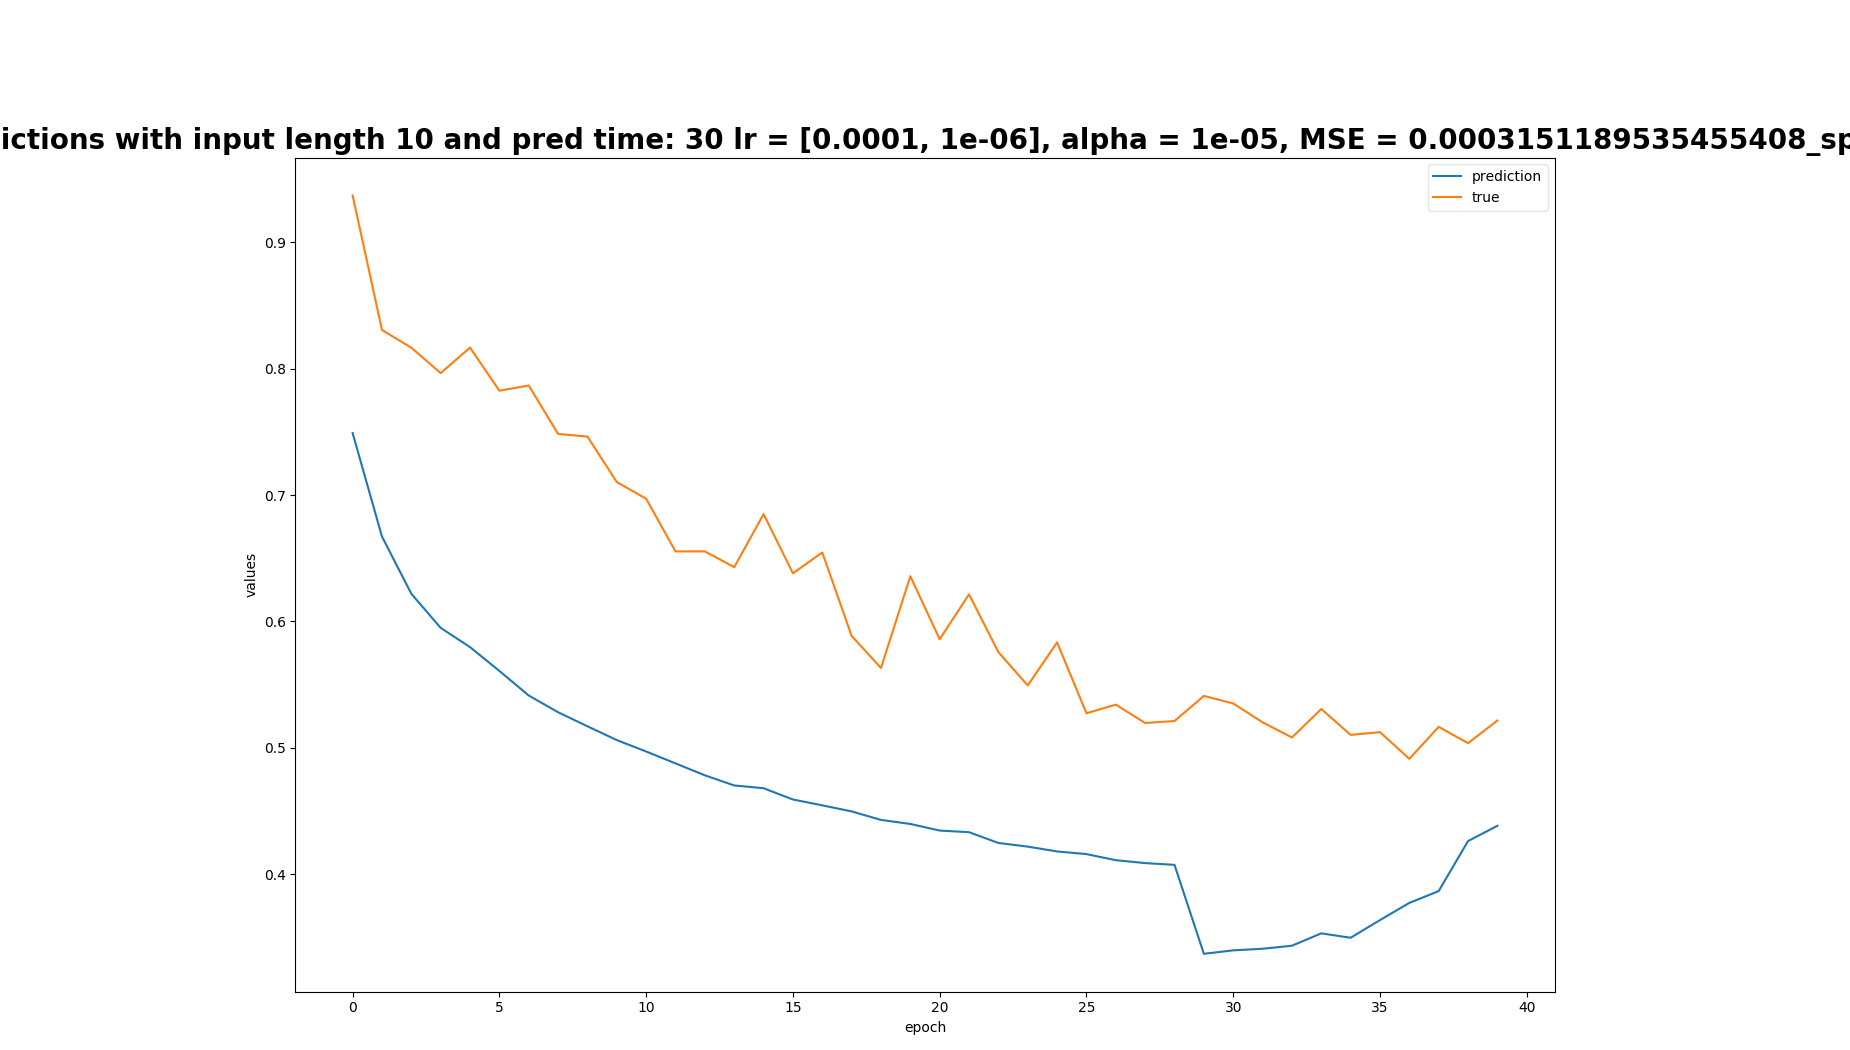 ictions with input length 10 and pred time: 30 lr = [0.0001, 1e-06], alpha = 1e-05, MSE = 0.0003151189535455408_sp
prediction
true
0.9
0.8
0.7
0.6
0.5
0.4
values
0 5 10 15 20 25 30 35 40
epoch